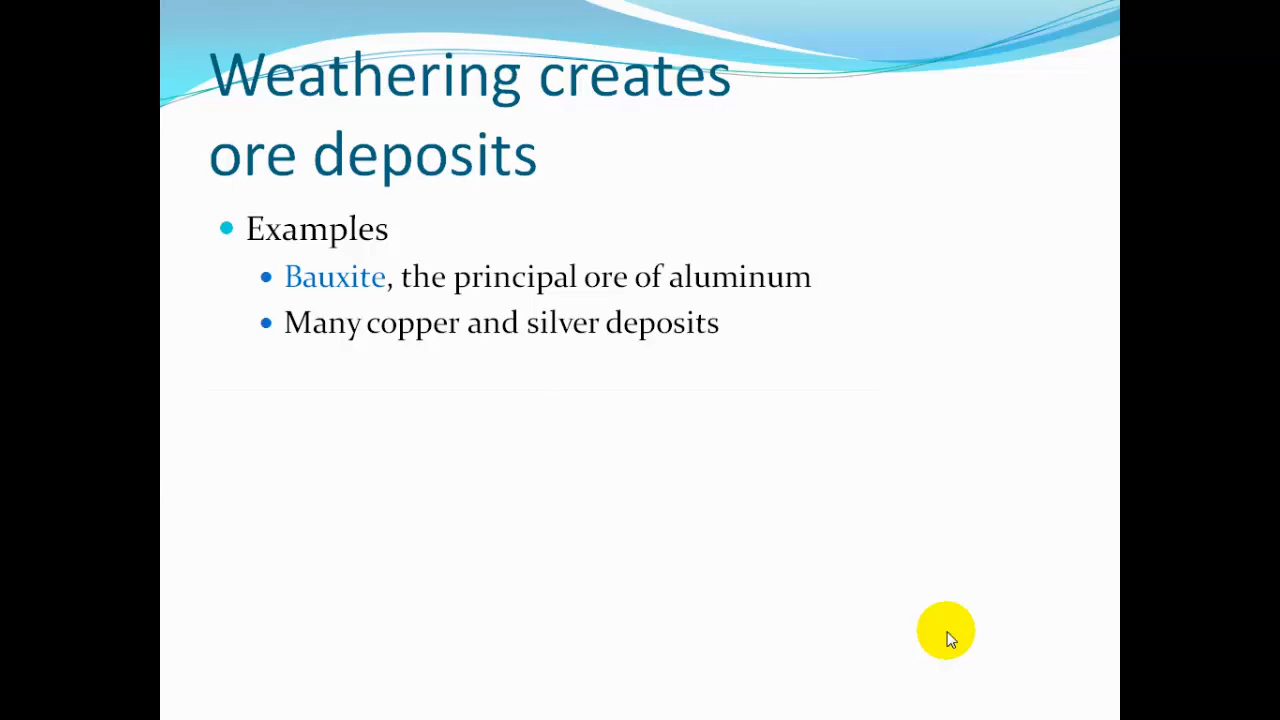 Weathering creates
ore deposits
Examples
Bauxite, the principal ore of aluminum
Many copper and silver deposits